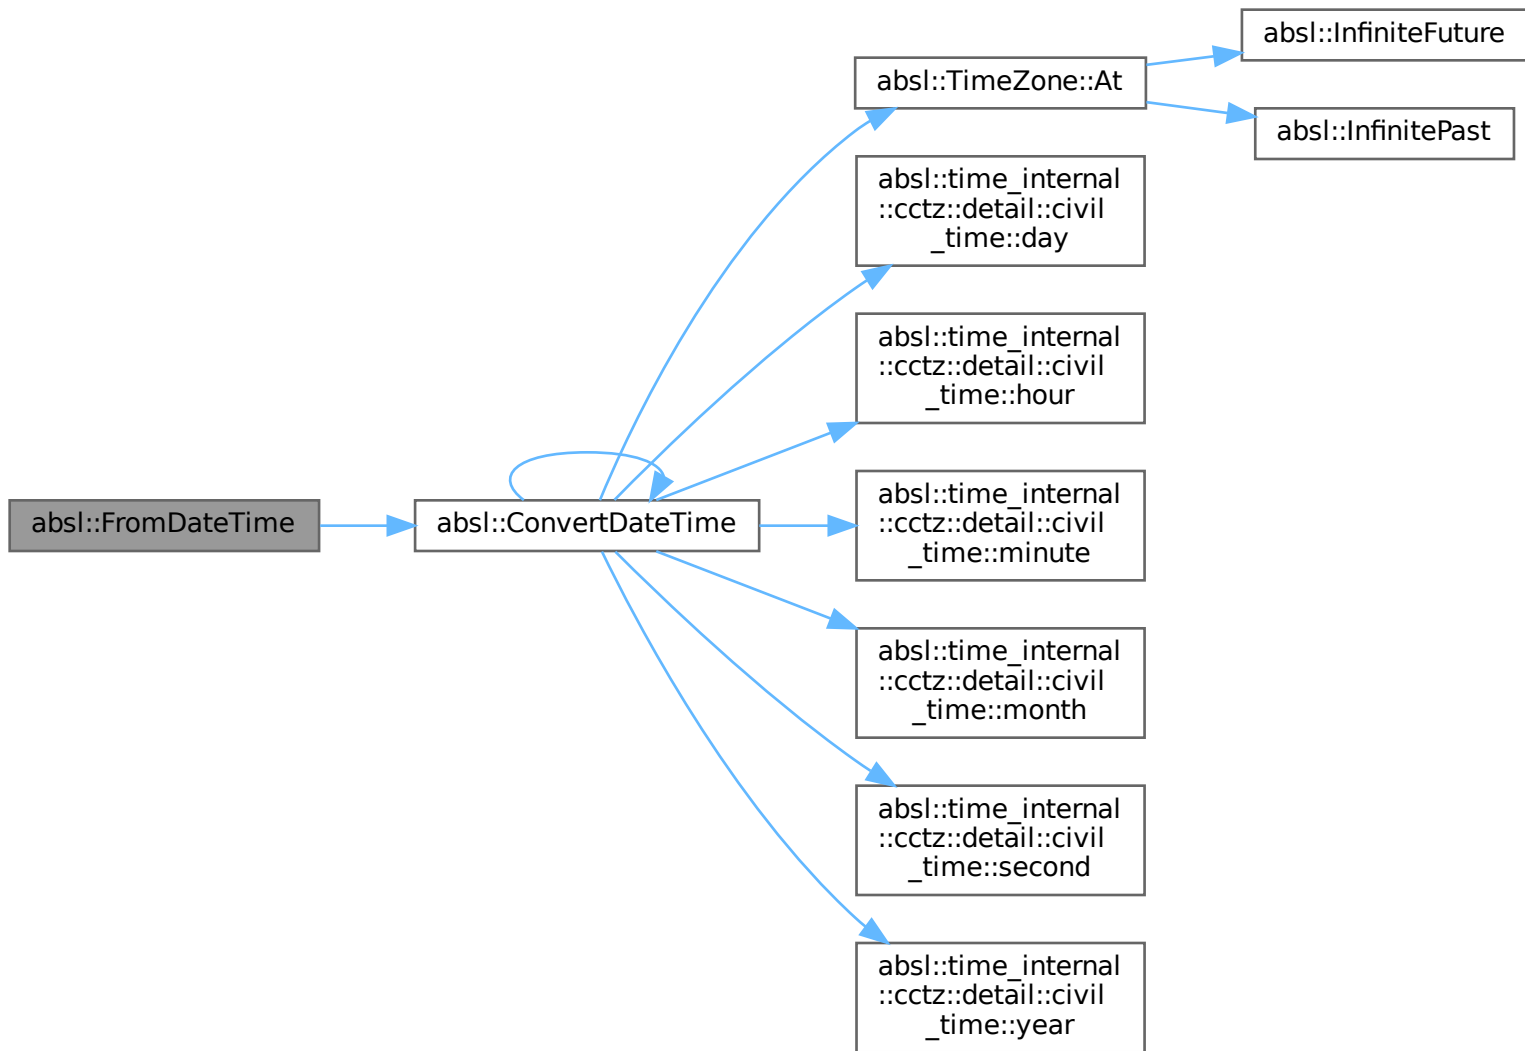 absl::FromDateTime
absl::ConvertDateTime
absl::TimeZone::At
absl::InfiniteFuture
absl::InfinitePast
absl::time_internal
::cctz::detail::civil
_time::day
absl::time_internal
::cctz::detail::civil
_time::hour
absl::time_internal
::cctz::detail::civil
_time::minute
absl::time_internal
::cctz::detail::civil
_time::month
absl::time_internal
::cctz::detail::civil
_time::second
absl::time_internal
::cctz::detail::civil
_time::year